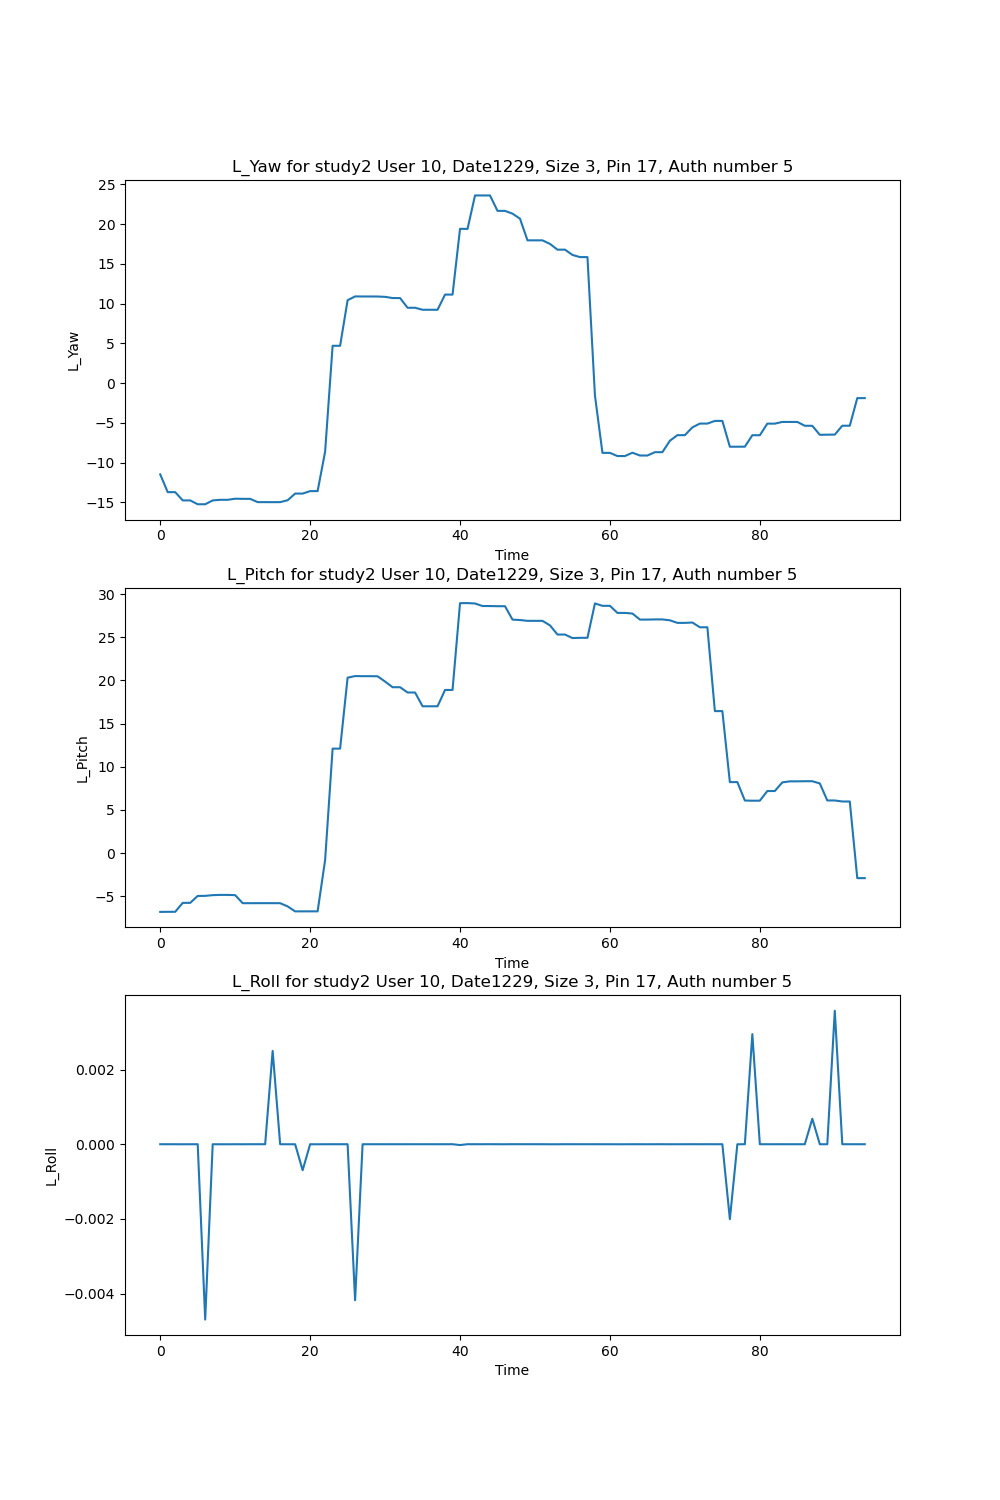 L_Yaw for study2 User 10, Date1229, Size 3, Pin 17, Auth number 5
25
20
15
10
5
0
−5
−10
−15
L_Yaw
0 20 40 60 80
Time
L_Pitch for study2 User 10, Date1229, Size 3, Pin 17, Auth number 5
30
25
20
15
10
5
0
−5
L_Pitch
0 20 40 60 80
Time
L_Roll for study2 User 10, Date1229, Size 3, Pin 17, Auth number 5
0.002
0.000
−0.002
−0.004
L_Roll
0 20 40 60 80
Time